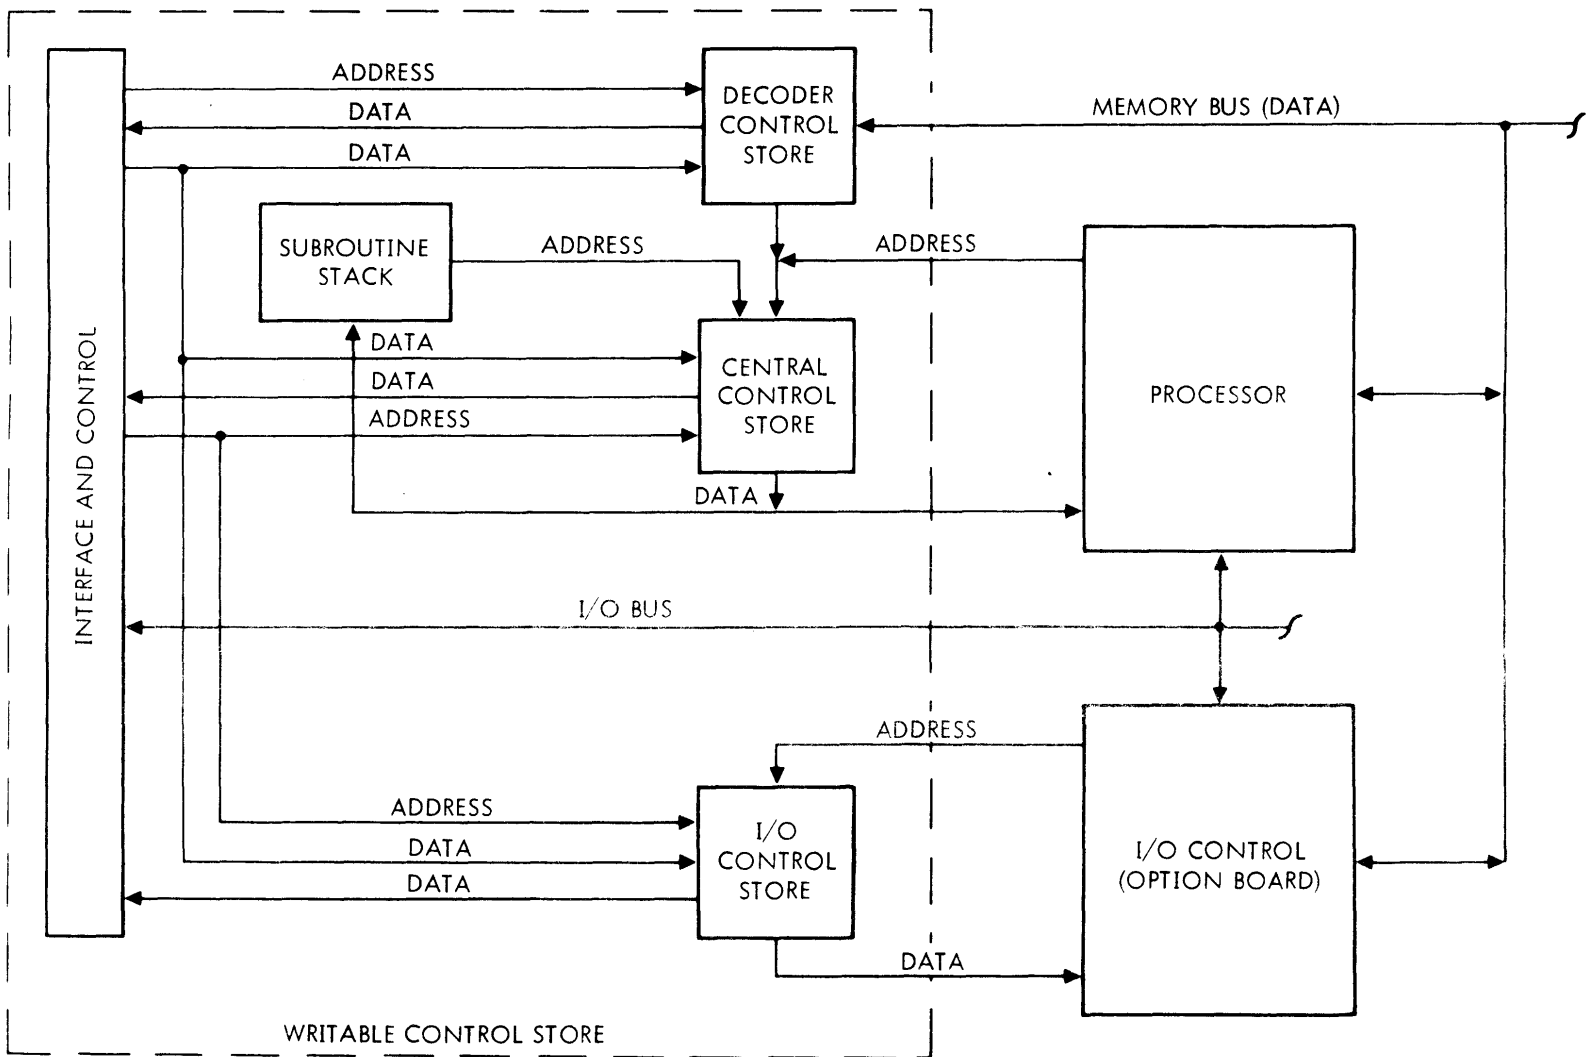 ADDRESS
DATA
DATA
DECODER
CONTROL
STORE
MEMORY BUS (DATA)
SUBROUTINE
STACK
ADDRESS
ADDRESS
INTERFACE AND CONTROL
DATA
DATA
ADDRESS
CENTRAL
CONTROL
STORE
PROCESSOR
DATA
I/O BUS
ADDRESS
ADDRESS
DATA
DATA
I/O
CONTROL
STORE
I/O CONTROL
(OPTION BOARD)
DATA
WRITABLE CONTROL STORE